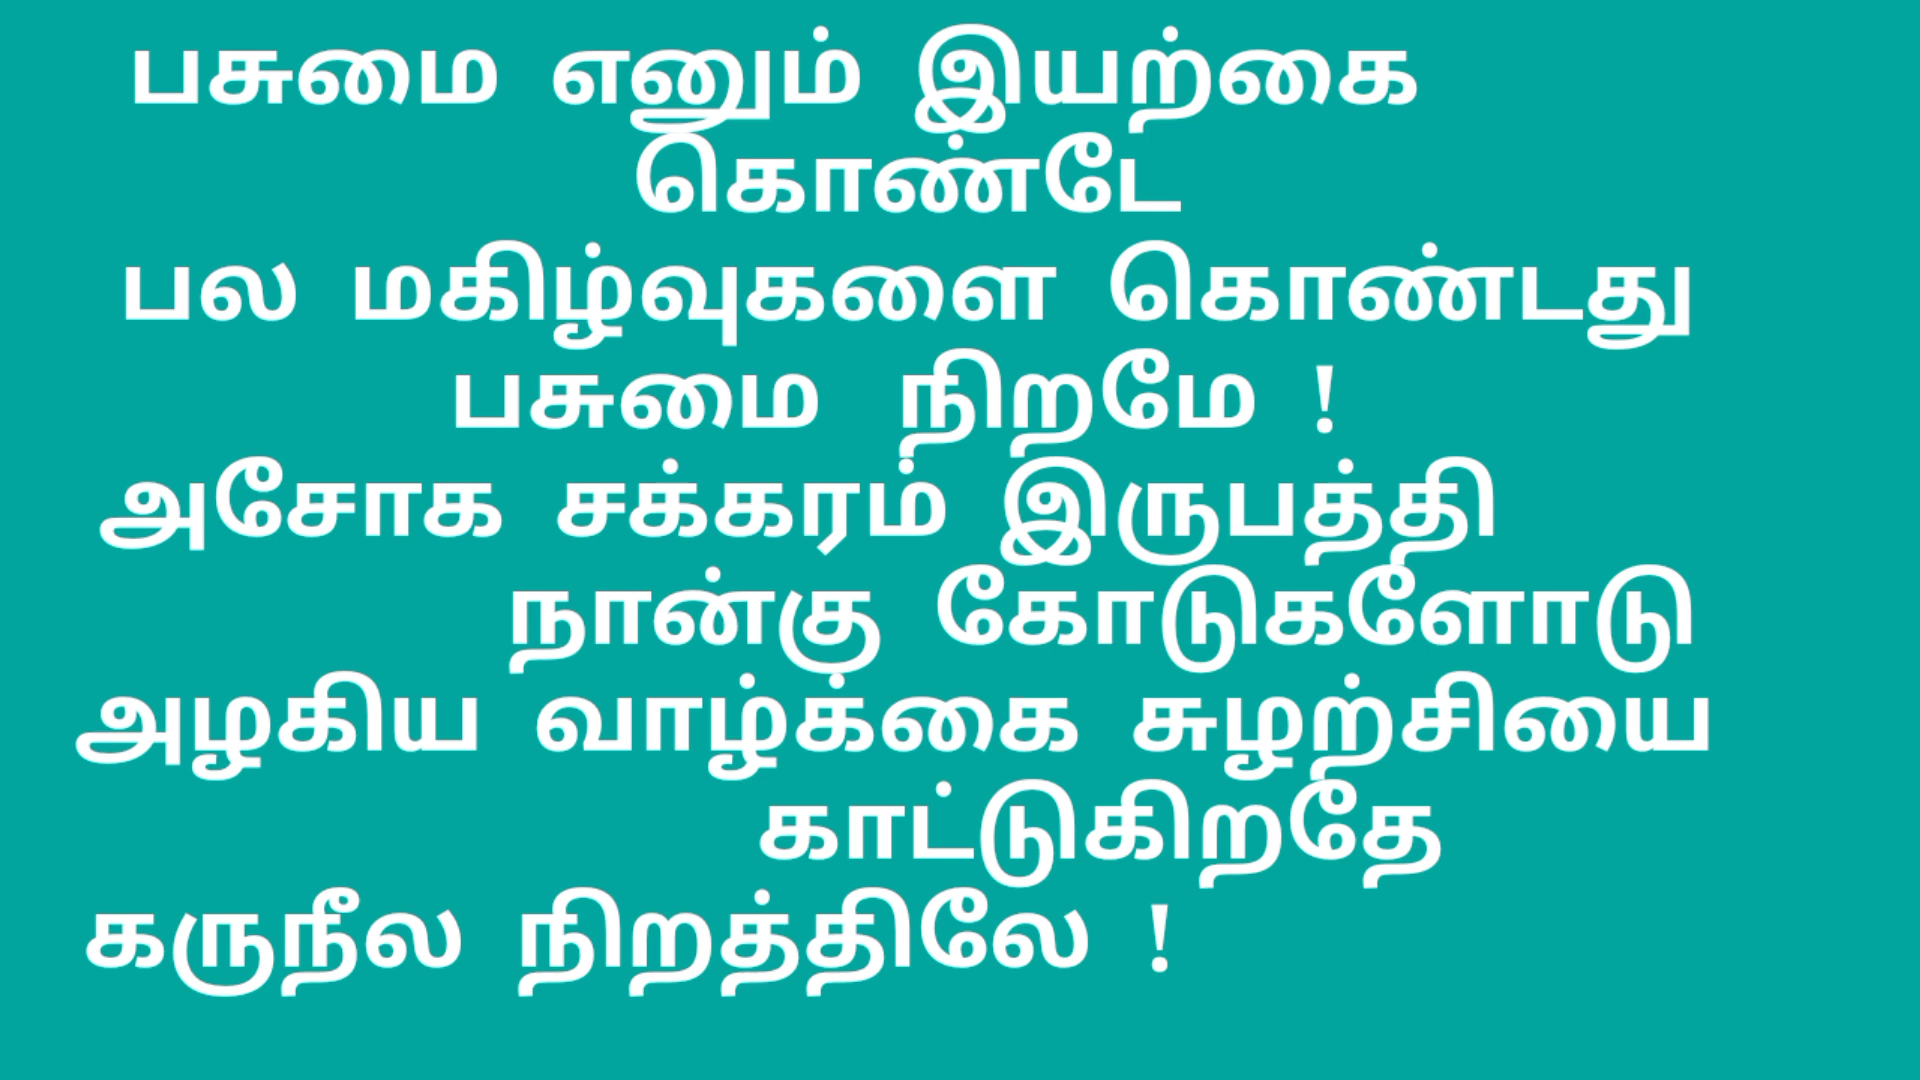 பசுமை எனும் இயற்கை
கொண்டே
பல மகிழ்வுகளை கொண்டது
பசுமை நிறமே !
அசோக சக்கரம் இருபத்தி
நான்கு கோடுகளோடு
அழகிய வாழ்க்கை சுழற்சியை
காட்டுகிறதே
கருநீல நிறத்திலே !